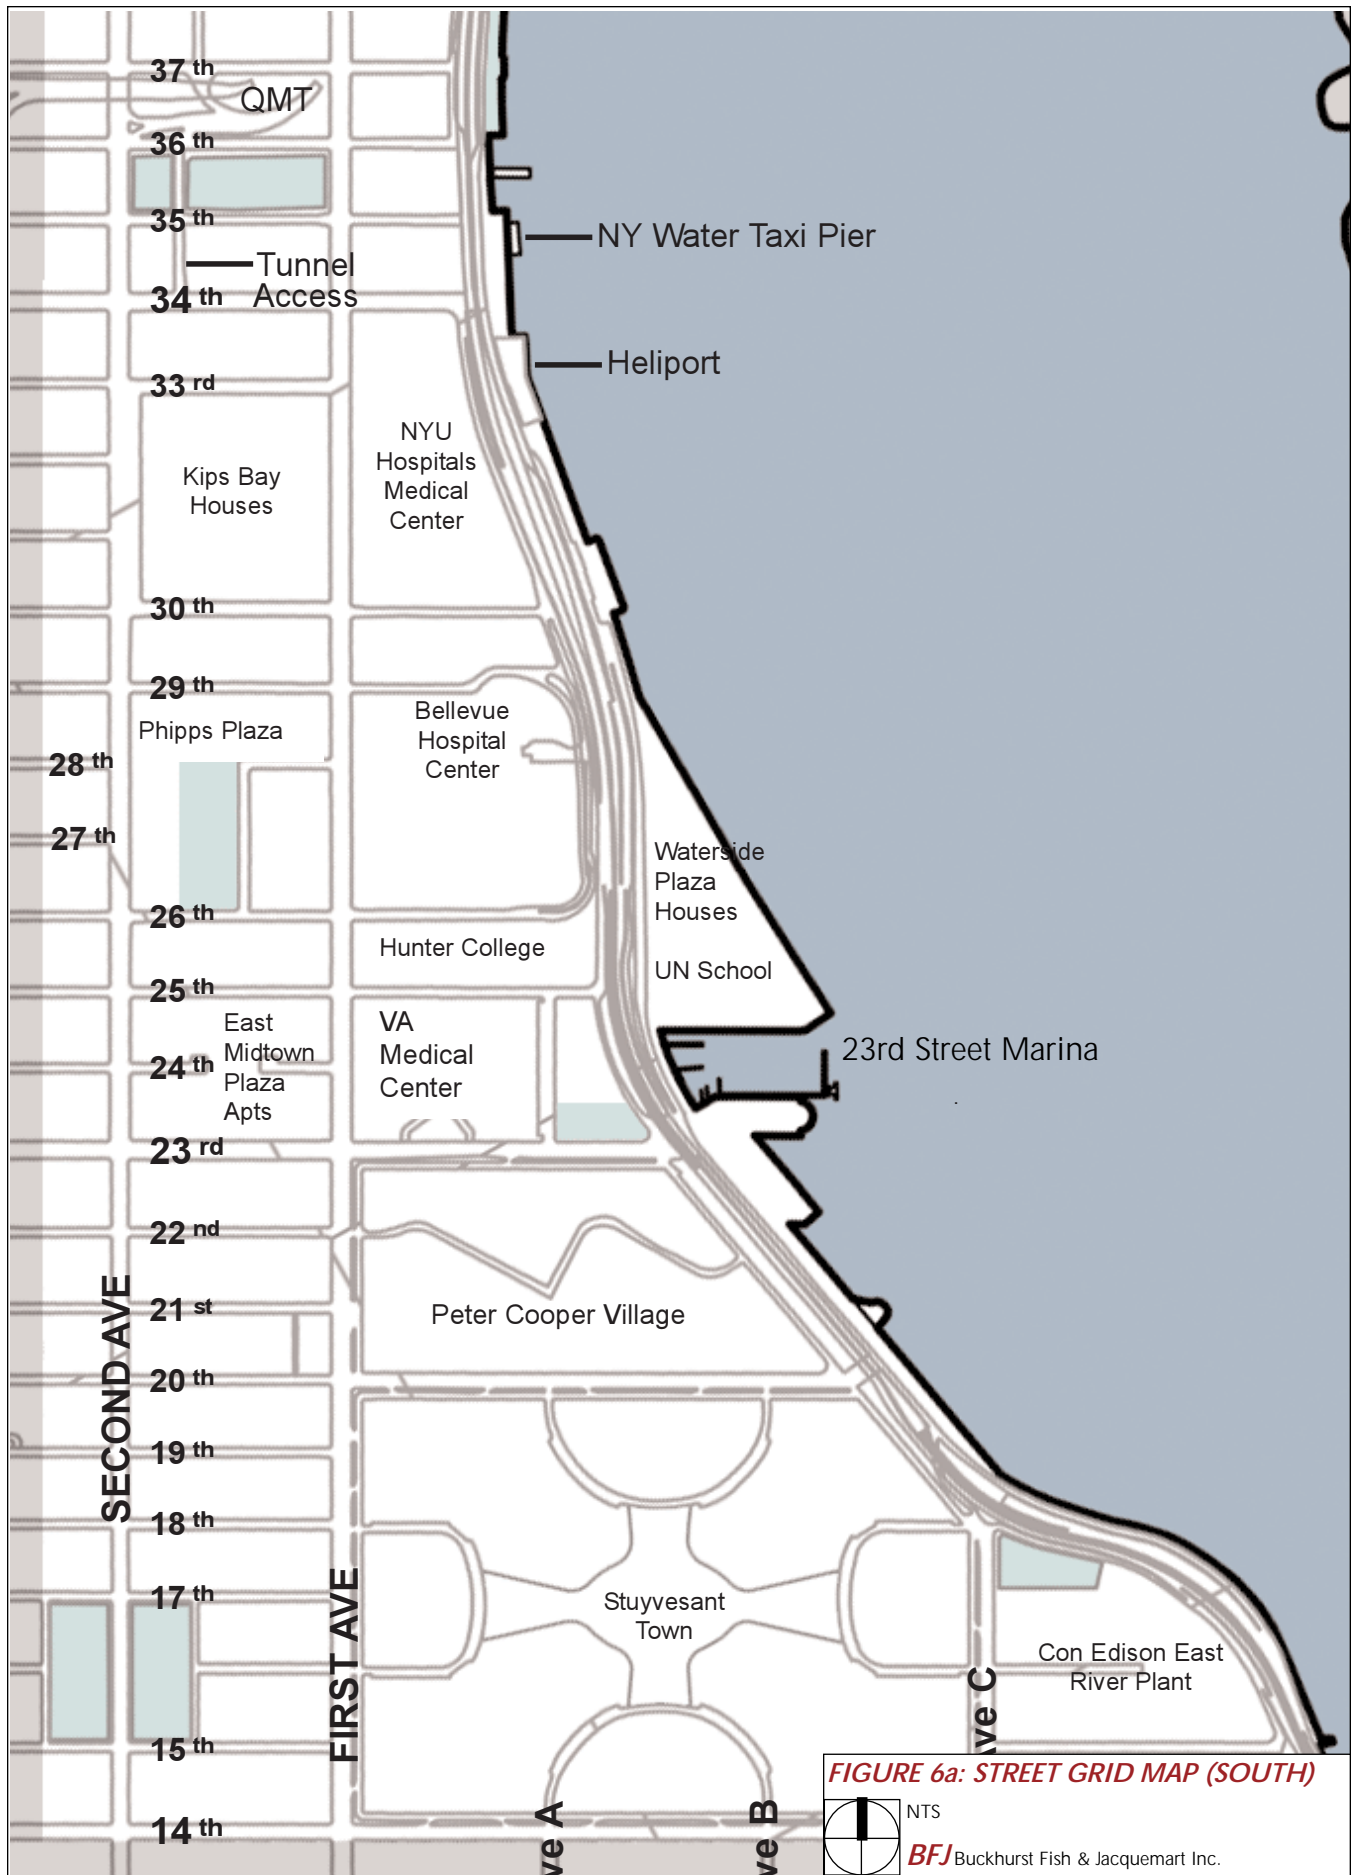 37 th
QMT
36 th
35 th
NY Water Taxi Pier
Tunnel
Access
34 th
Heliport
33 rd
NYU
Hospitals
Medical
Center
Kips Bay
Houses
30 th
29 th
Phipps Plaza
Bellevue
Hospital
Center
28 th
27 th
Waterside
Plaza
Houses
26 th
Hunter College
UN School
25 th
East
Midtown
Plaza
Apts
VA
Medical
Center
23rd Street Marina
24 th
23 rd
22 nd
SECOND AVE
21 st
Peter Cooper Village
20 th
19 th
18 th
17 th
FIRST AVE
Stuyvesant
Town
Con Edison East
River Plant
Ave C
15 th
14 th
ve A
ve B
FIGURE 6a: STREET GRID MAP (SOUTH)
NTS
BFJ Buckhurst Fish & Jacquemart Inc.